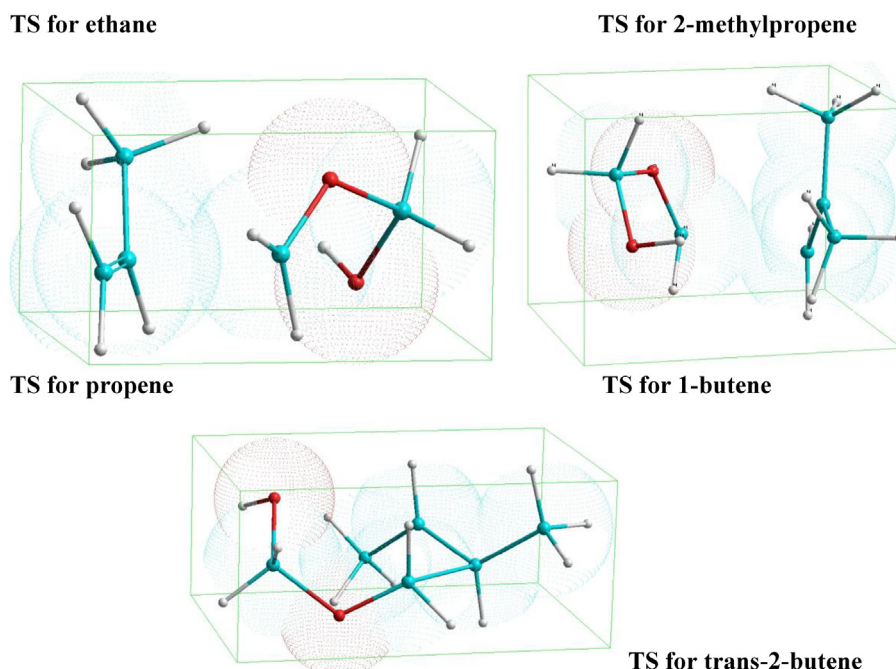 TS for ethane
TS for 2-methylpropene
TS for propene
TS for 1-butene
TS for trans-2-butene